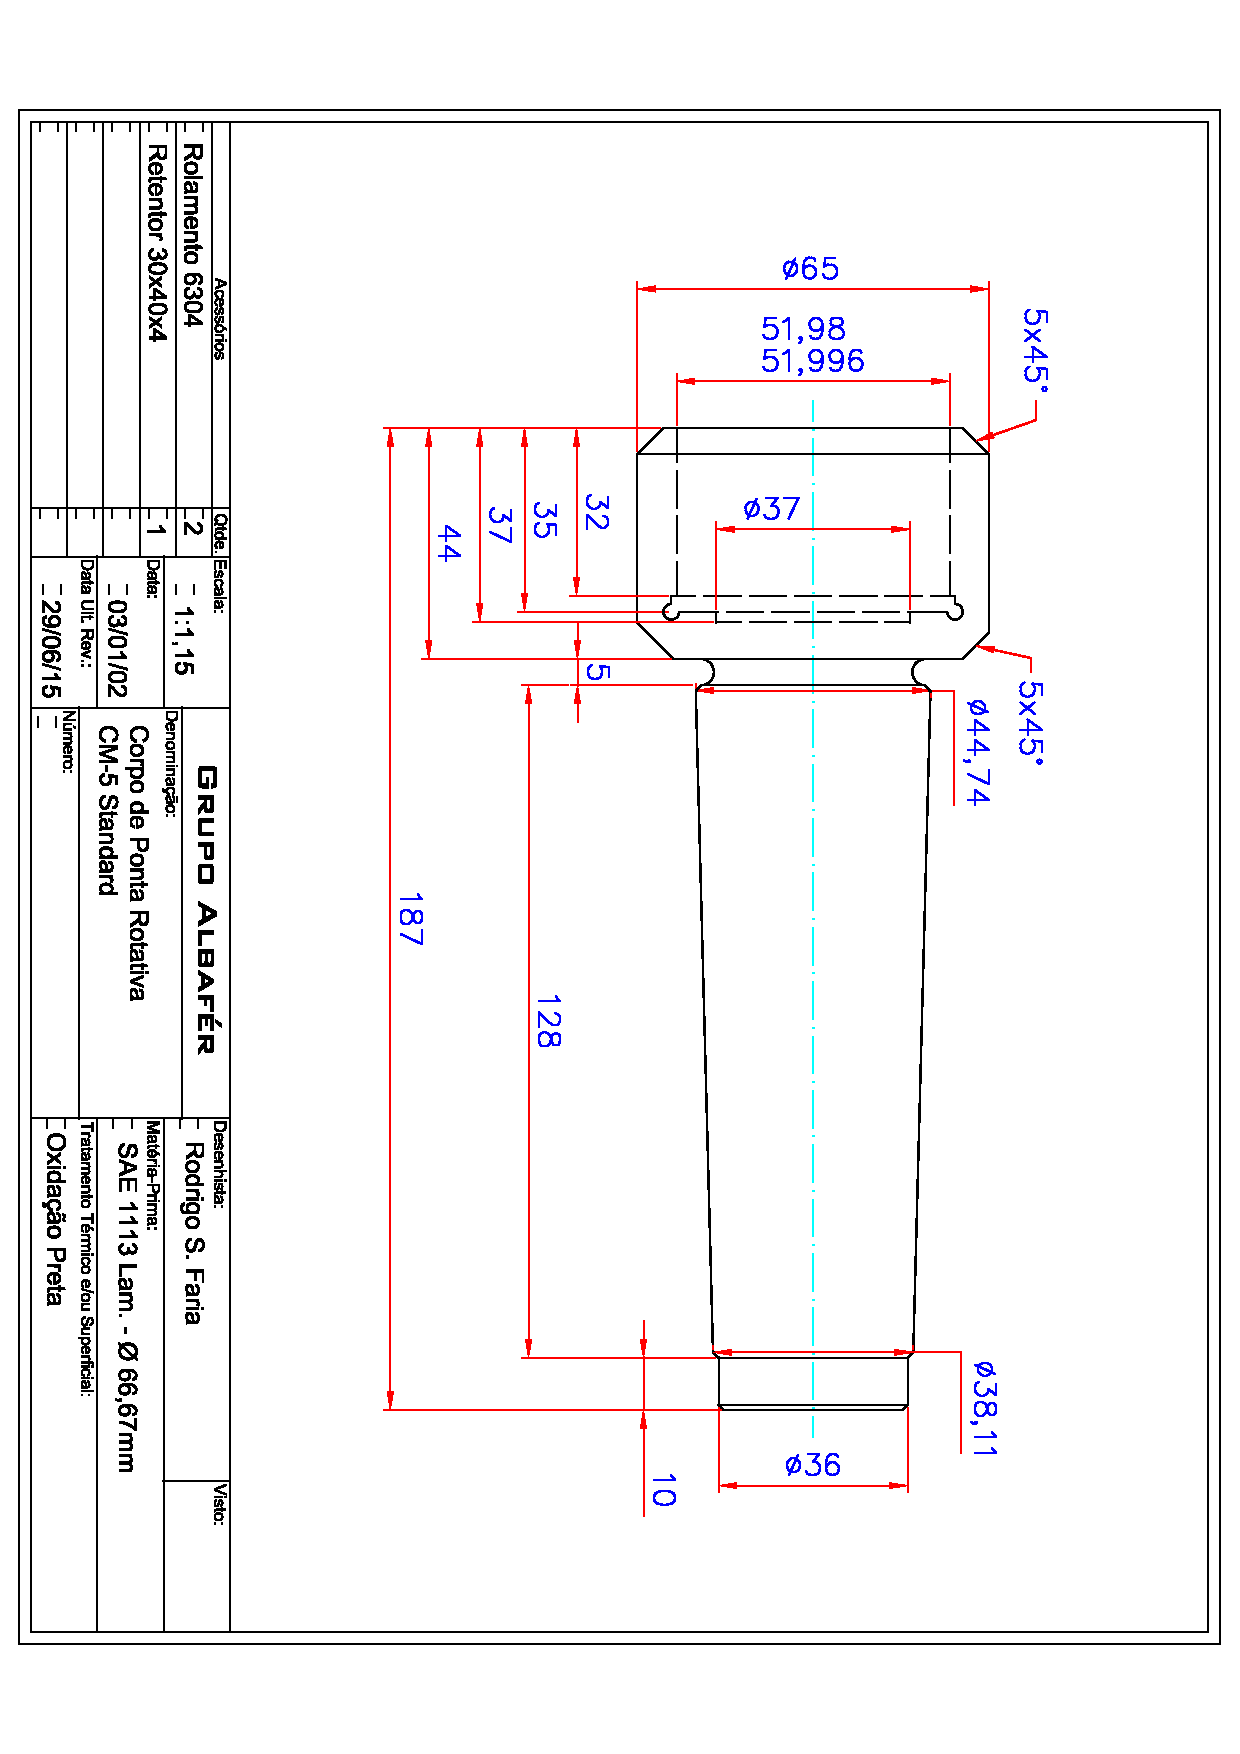 ø65
51,98
51,996
5x45°
ø37
32
35
37
44
5
5x45°
ø44,74
187
128
ø38,11
ø36
10
Acessórios
Qtde.
Rolamento 6304
2
Retentor 30x40x4
1
Escala:
1:1,15
Data:
03/01/02
Data Ult. Rev.:
29/06/15
GRUPO ALBAFÉR
Denominação:
Corpo de Ponta Rotativa
CM-5 Standard
Número:
Desenhista:
Rodrigo S. Faria
Visto:
Matéria-Prima:
SAE 1113 Lam. - Ø 66,67mm
Tratamento Térmico e/ou Superficial:
Oxidação Preta